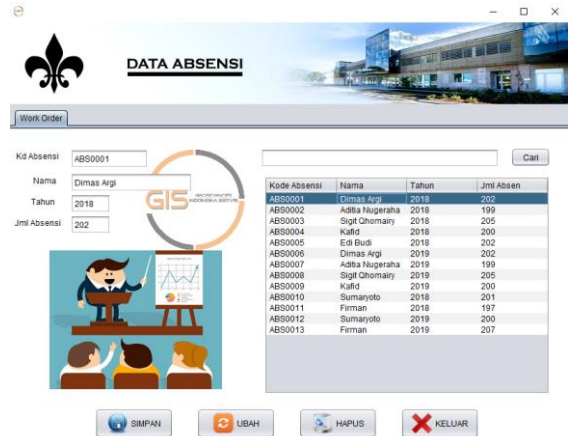 DATA ABSENSI
Work Order
Kd Absensi ABS0001
Nama Dimas Argi
Tahun 2018
Jml Absensi 202
GIS
Cari
Kode Absensi Nama Tahun Jml Absen
ABS0001 Dimas Argi 2018 202
ABS0002 Aditia Nugeraha 2018 199
ABS0003 Sigit Qhomairy 2018 205
ABS0004 Kafid 2018 200
ABS0005 Edi Budi 2018 202
ABS0006 Dimas Argi 2019 202
ABS0007 Aditia Nugeraha 2019 199
ABS0008 Sigit Qhomairy 2019 205
ABS0009 Kafid 2019 200
ABS0010 Sumaryoto 2018 201
ABS0011 Firman 2018 197
ABS0012 Sumaryoto 2019 200
ABS0013 Firman 2019 207
SIMPAN UBAH HAPUS KELUAR